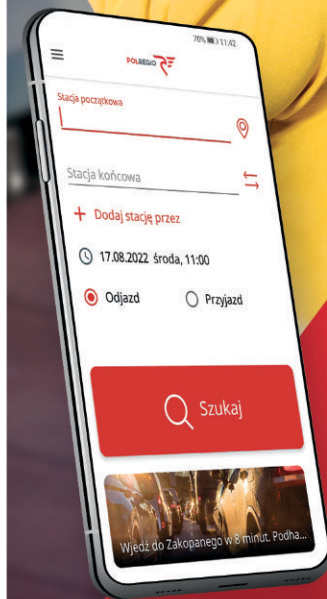 70% 11:42
POLREGIO
Stacja początkowa
Stacja końcowa
+ Dodaj stację przez
17.08.2022 środa, 11:00
Odjazd Przyjazd
Szukaj
Wjedź do Zakopanego w 8 minut. Podha...